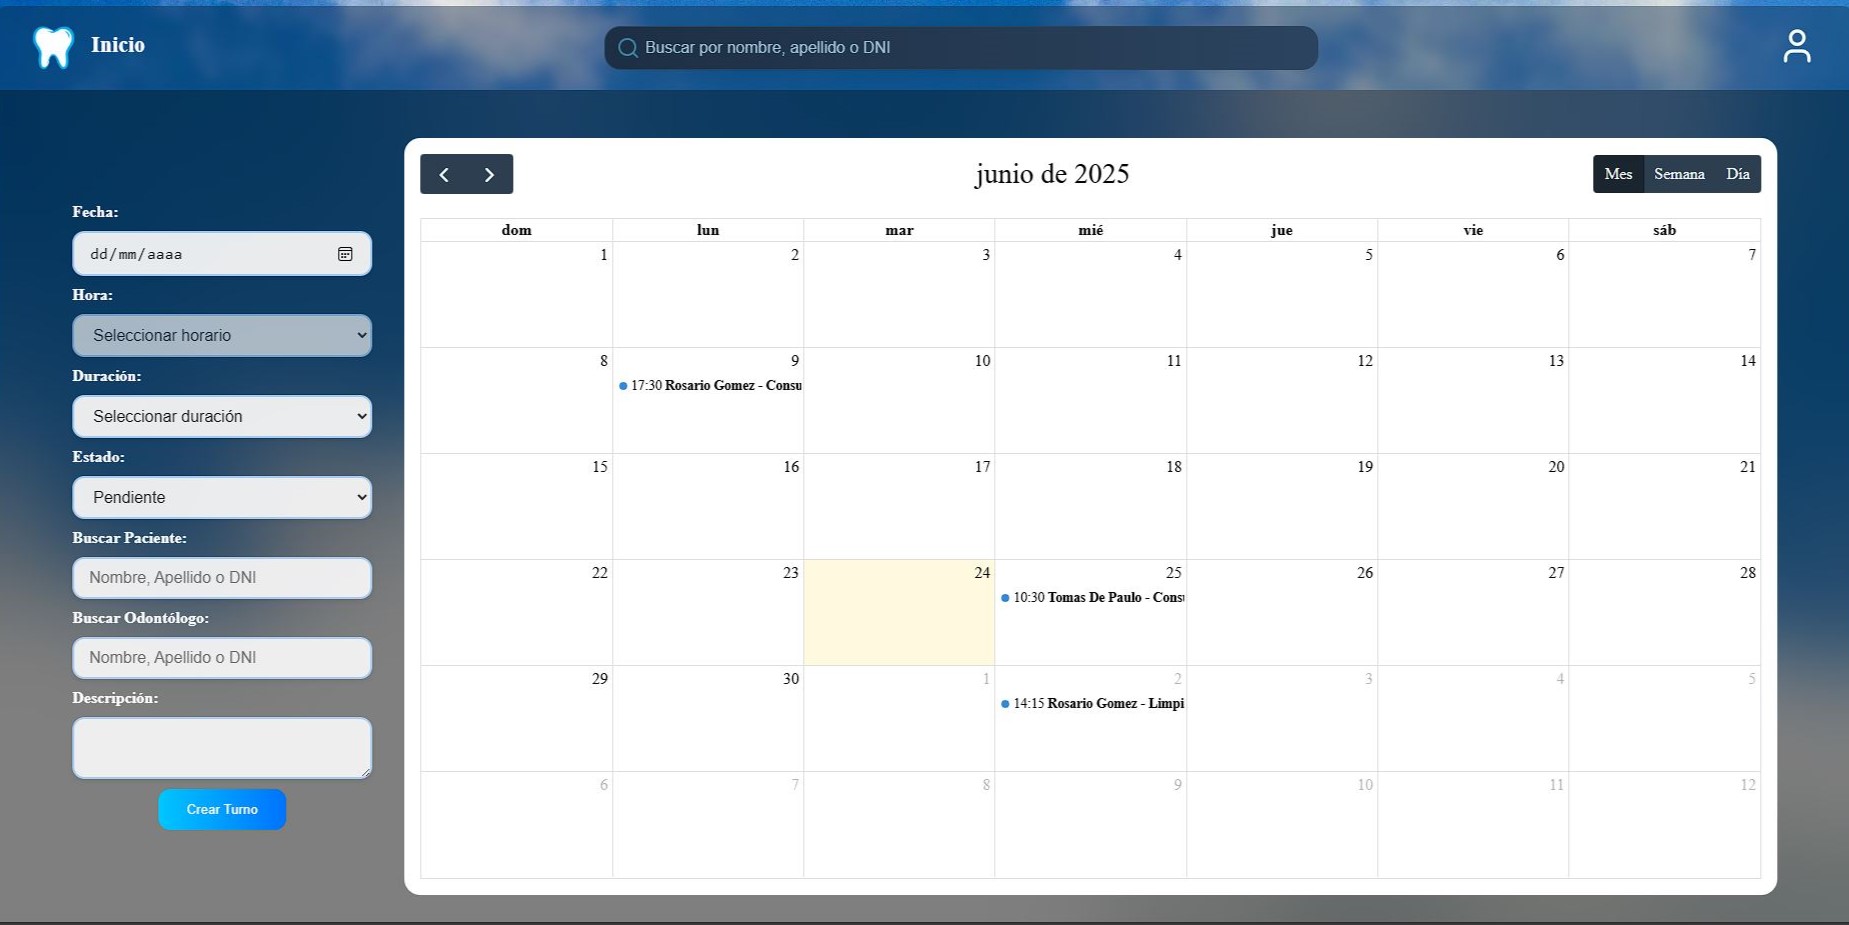 Inicio
Buscar por nombre, apellido o DNI
Fecha:
dd/mm/aaaa
Hora:
Seleccionar horario
Duración:
Seleccionar duración
Estado:
Pendiente
Buscar Paciente:
Nombre, Apellido o DNI
Buscar Odontólogo:
Nombre, Apellido o DNI
Descripción:
Crear Turno
junio de 2025
Mes Semana Día
dom lun mar mié jue vie sáb
1 2 3 4 5 6 7
8 9 10 11 12 13 14
17:30 Rosario Gomez - Consu
15 16 17 18 19 20 21
22 23 24 25 26 27 28
10:30 Tomas De Paulo - Consu
29 30 1 2 3 4 5
14:15 Rosario Gomez - Limpi
6 7 8 9 10 11 12